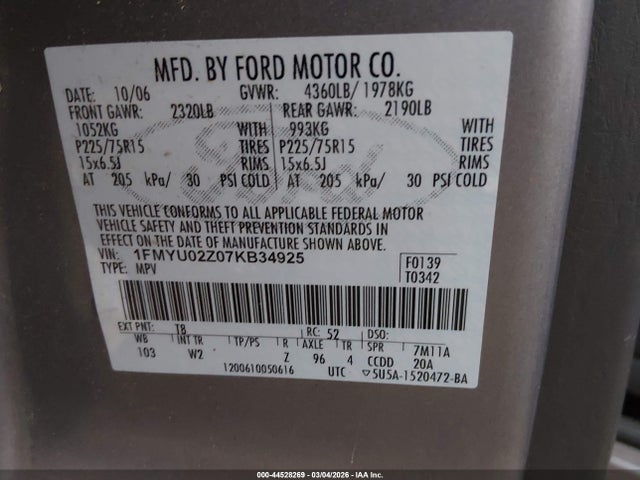 MFD. BY FORD MOTOR CO.
DATE: 10/06 GVWR: 4360LB/ 1978KG
FRONT GAWR: 2320LB REAR GAWR: 2190LB
1052KG WITH 993KG WITH
P225/75R15 TIRES P225/75R15 TIRES
15x6.5J RIMS 15x6.5J RIMS
AT 205 kPa/ 30 PSI COLD AT 205 kPa/ 30 PSI COLD
THIS VEHICLE CONFORMS TO ALL APPLICABLE FEDERAL MOTOR
VEHICLE SAFETY AND THEFT PREVENTION STANDARDS IN
EFFECT ON THE DATE OF MANUFACTURE SHOWN ABOVE.
VIN: 1FMYU02Z07KB34925 F0139
TYPE: MPV T0342
EXT PNT: T8 RC: 52 DSO:
WB INT TR TP/PS R AXLE TR SPR 7M11A
103 W2 Z 96 4 CCDD 20A
1200610050616 UTC ▽5U5A-1520472-BA
Ford
000-44528269 - 03/04/2026 - IAA Inc.